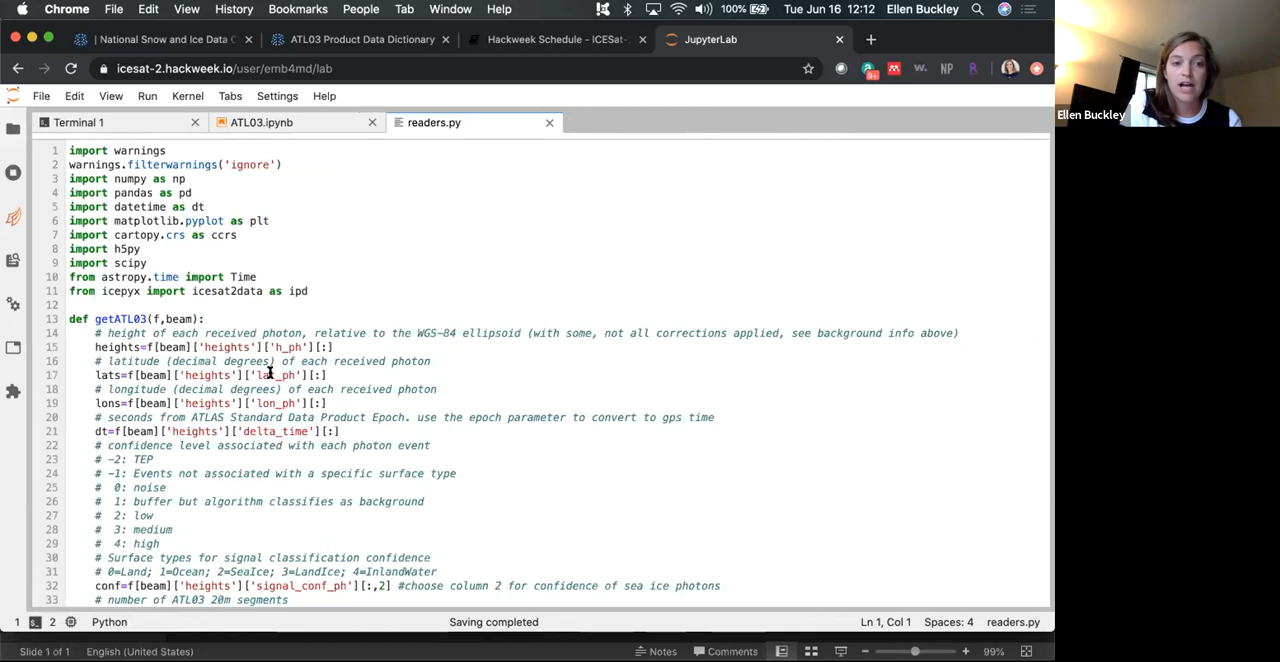 Chrome File Edit View History Bookmarks People Tab Window Help 100% Tue Jun 16 12:12 Ellen Buckley
| National Snow and Ice Data C ATL03 Product Data Dictionary Hackweek Schedule - ICESat- JupyterLab
icesat-2.hackweek.io/user/emb4md/lab 9+ w. NP R
File Edit View Run Kernel Tabs Settings Help
Terminal 1 ATL03.ipynb readers.py
Ellen Buckley
1 import warnings
2 warnings.filterwarnings('ignore')
3 import numpy as np
4 import pandas as pd
5 import datetime as dt
6 import matplotlib.pyplot as plt
7 import cartopy.crs as ccrs
8 import h5py
9 import scipy
10 from astropy.time import Time
11 from icepyx import icesat2data as ipd
12
13 def getATL03(f,beam):
14 # height of each received photon, relative to the WGS-84 ellipsoid (with some, not all corrections applied, see background info above)
15 heights=f[beam]['heights']['h_ph'][:]
16 # latitude (decimal degrees) of each received photon
17 lats=f[beam]['heights']['lat_ph'][:]
18 # longitude (decimal degrees) of each received photon
19 lons=f[beam]['heights']['lon_ph'][:]
20 # seconds from ATLAS Standard Data Product Epoch. use the epoch parameter to convert to gps time
21 dt=f[beam]['heights']['delta_time'][:]
22 # confidence level associated with each photon event
23 # -2: TEP
24 # -1: Events not associated with a specific surface type
25 # 0: noise
26 # 1: buffer but algorithm classifies as background
27 # 2: low
28 # 3: medium
29 # 4: high
30 # Surface types for signal classification confidence
31 # 0=Land; 1=Ocean; 2=SeaIce; 3=LandIce; 4=InlandWater
32 conf=f[beam]['heights']['signal_conf_ph'][:,2] #choose column 2 for confidence of sea ice photons
33 # number of ATL03 20m segments
1 2 Python Saving completed Ln 1, Col 1 Spaces: 4 readers.py
Slide 1 of 1 English (United States) Notes Comments 99%